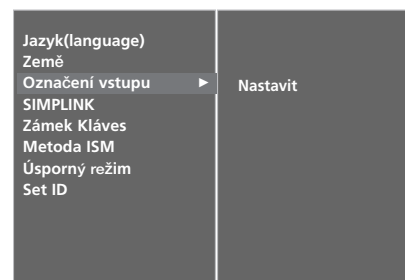 Jazyk(language)
Země
Označení vstupu ►
SIMPLINK
Zámek Kláves
Metoda ISM
Úsporný režim
Set ID
Nastavit